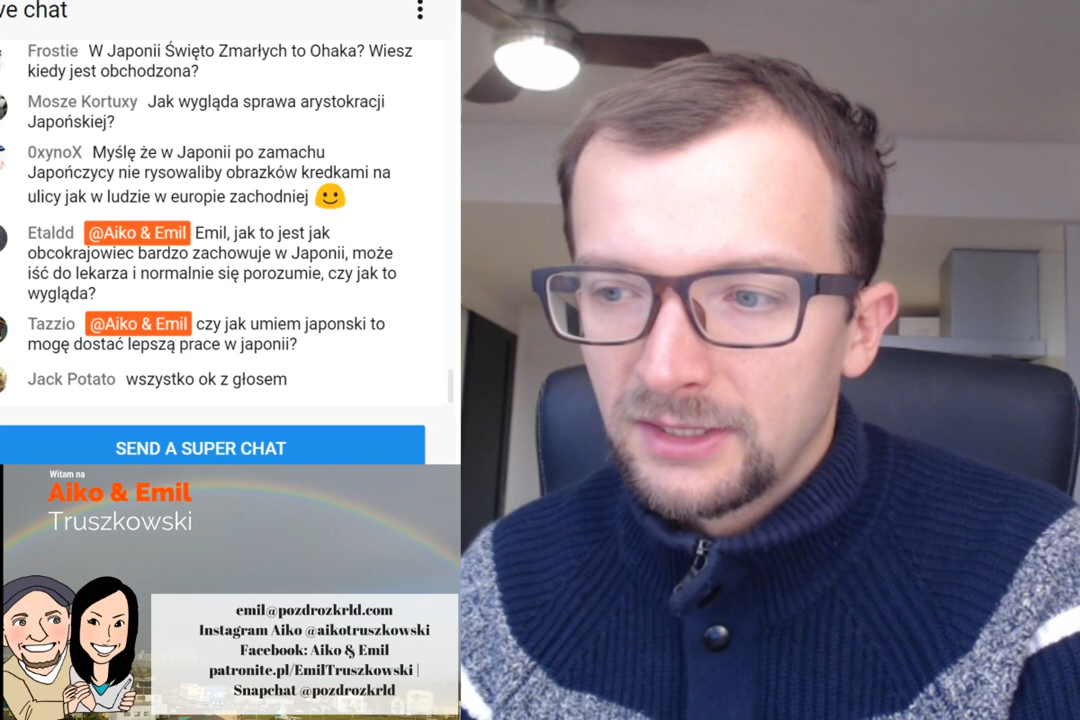 ve chat
Frostie W Japonii Święto Zmarłych to Ohaka? Wiesz
kiedy jest obchodzona?
Mosze Kortuxy Jak wygląda sprawa arystokracji
Japońskiej?
0xynoX Myślę że w Japonii po zamachu
Japończycy nie rysowaliby obrazków kredkami na
ulicy jak w ludzie w europie zachodniej
Etaldd @Aiko & Emil Emil, jak to jest jak
obcokrajowiec bardzo zachowuje w Japonii, może
iść do lekarza i normalnie się porozumie, czy jak to
wygląda?
Tazzio @Aiko & Emil czy jak umiem japonski to
mogę dostać lepszą prace w japonii?
Jack Potato wszystko ok z głosem
SEND A SUPER CHAT
Witam na
Aiko & Emil
Truszkowski
emil@pozdrozkrld.com
Instagram Aiko @aikotruszkowski
Facebook: Aiko & Emil
patronite.pl/EmilTruszkowski |
Snapchat @pozdrozkrld